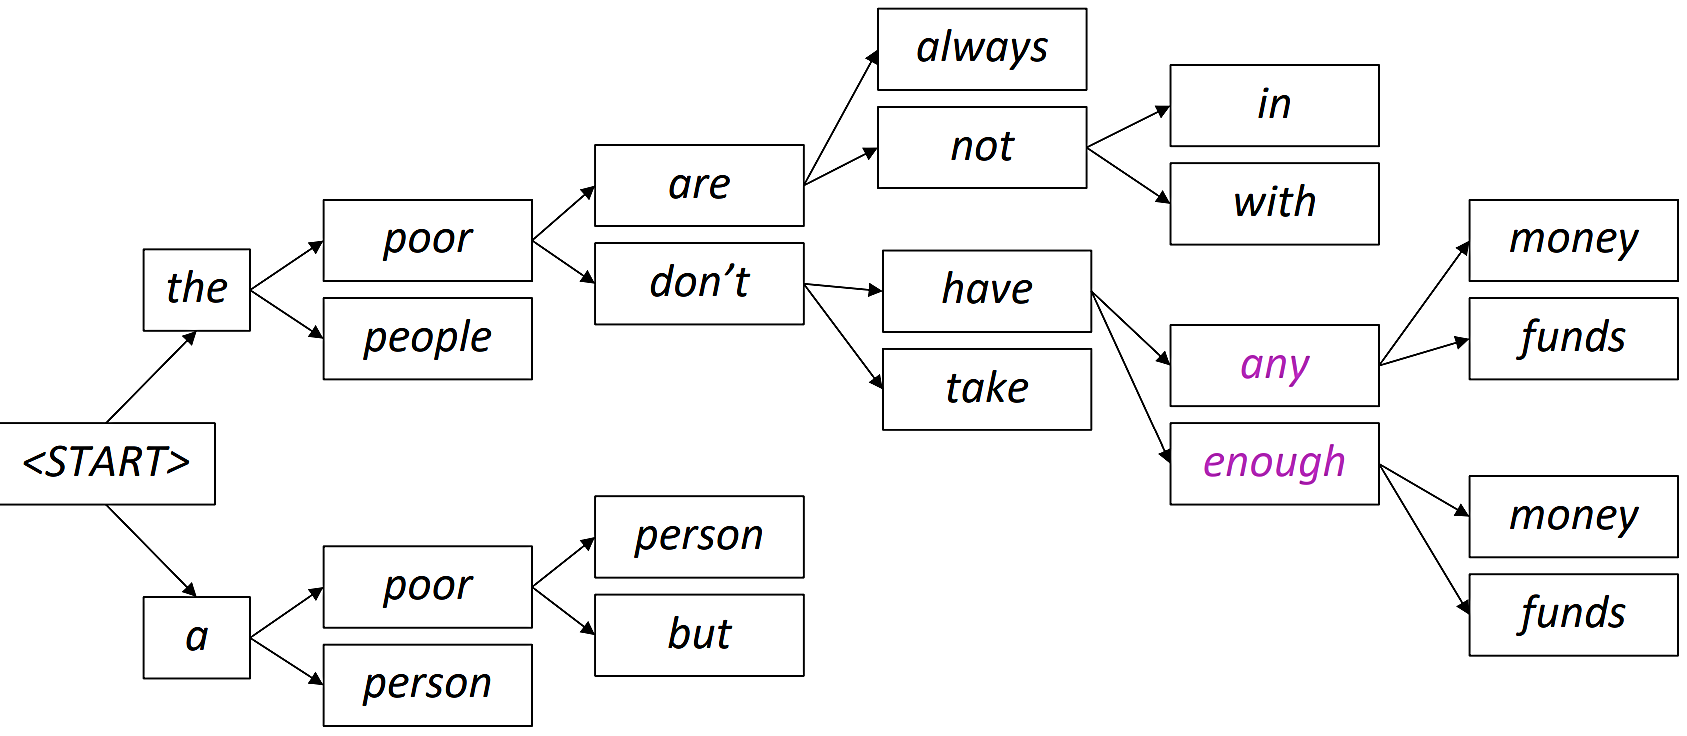 always
in
not
are
with
money
poor
the
don't
have
funds
people
any
take
<START>
enough
money
person
poor
funds
a
but
person